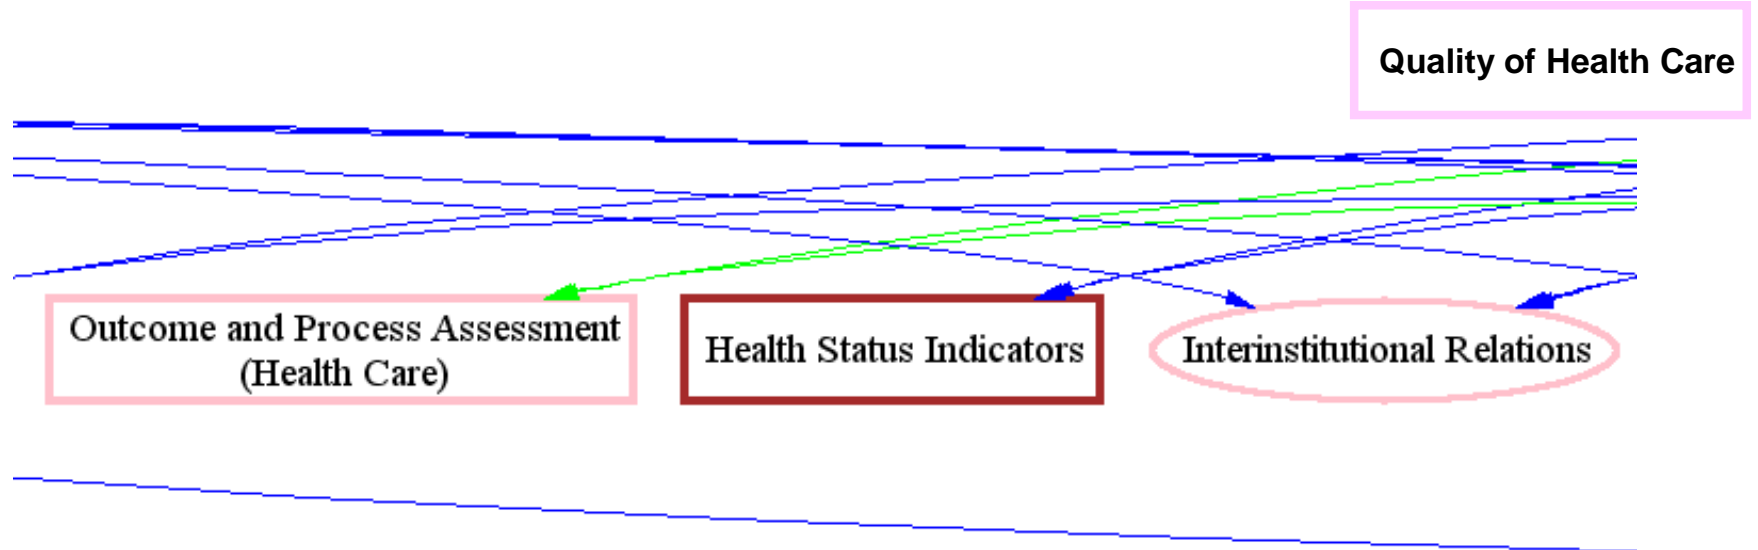 Quality of Health Care
Outcome and Process Assessment
(Health Care)
Health Status Indicators
Interinstitutional Relations